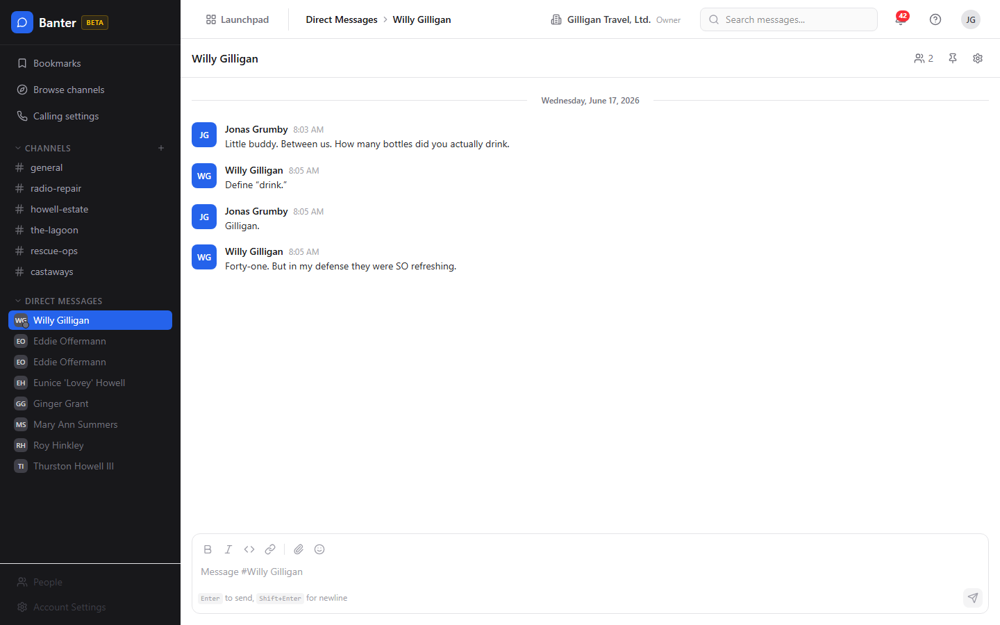 Banter BETA
Bookmarks
Browse channels
Calling settings
CHANNELS
general
radio-repair
howell-estate
the-lagoon
rescue-ops
castaways
DIRECT MESSAGES
WG Willy Gilligan
EO Eddie Offermann
EO Eddie Offermann
EH Eunice 'Lovey' Howell
GG Ginger Grant
MS Mary Ann Summers
RH Roy Hinkley
TI Thurston Howell III
People
Account Settings
Launchpad
Direct Messages > Willy Gilligan
Gilligan Travel, Ltd. Owner
Search messages...
42
JG
Willy Gilligan
2
Wednesday, June 17, 2026
JG
Jonas Grumby 8:03 AM
Little buddy. Between us. How many bottles did you actually drink.
WG
Willy Gilligan 8:05 AM
Define “drink.”
JG
Jonas Grumby 8:05 AM
Gilligan.
WG
Willy Gilligan 8:05 AM
Forty-one. But in my defense they were SO refreshing.
Message #Willy Gilligan
Enter to send, Shift+Enter for newline